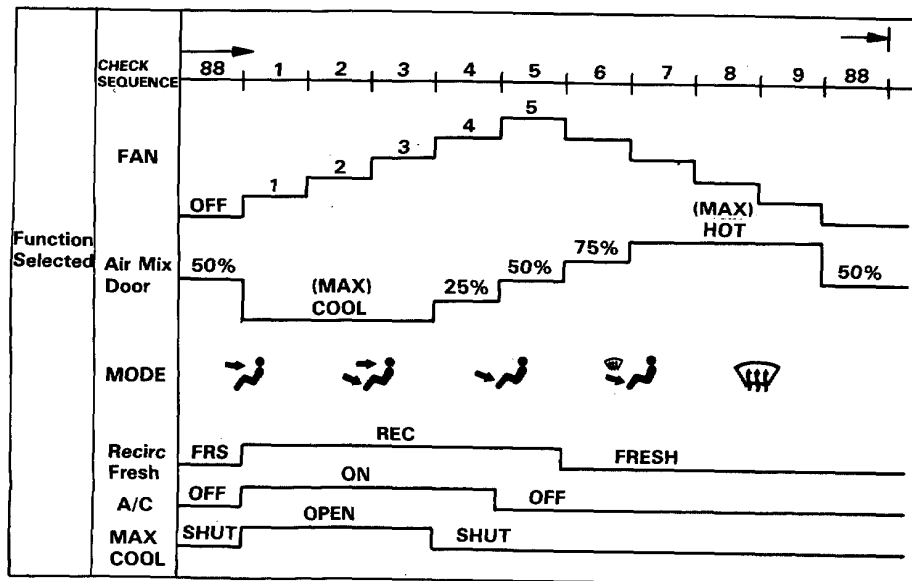 CHECK
SEQUENCE
88 1 2 3 4 5 6 7 8 9 88
FAN
OFF 1 2 3 4 5
Function
Selected
Air Mix
Door
50% (MAX)
COOL
25% 50% 75% (MAX)
HOT
50%
MODE
Recirc
Fresh
FRS REC FRESH
A/C
OFF ON OFF
MAX
COOL
SHUT OPEN SHUT